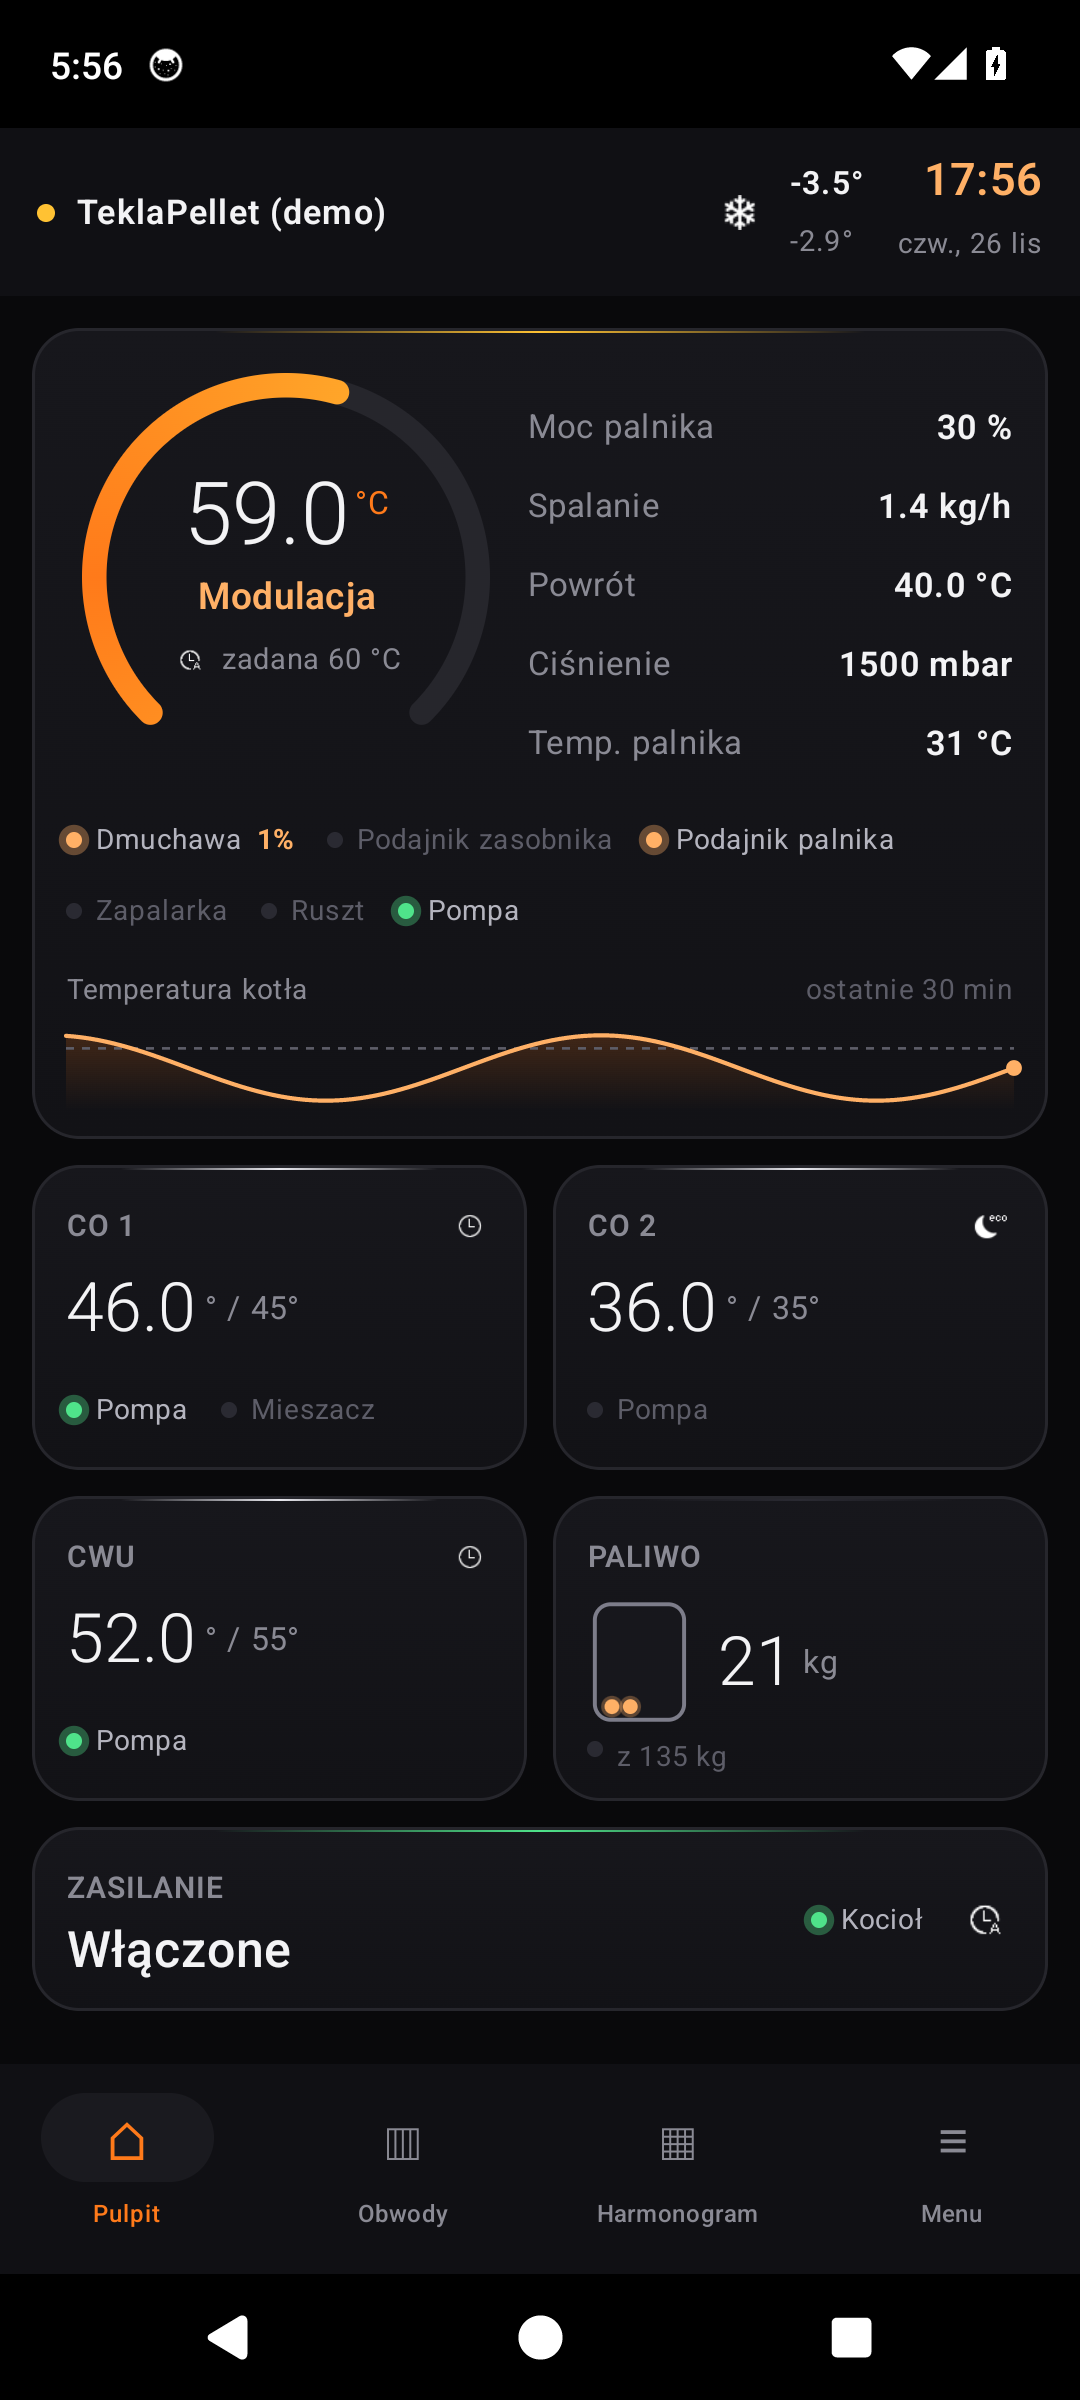 5:56
TeklaPellet (demo)
-3.5°
-2.9°
17:56
czw., 26 lis
59.0 °C
Modulacja
zadana 60 °C
Moc palnika 30 %
Spalanie 1.4 kg/h
Powrót 40.0 °C
Ciśnienie 1500 mbar
Temp. palnika 31 °C
Dmuchawa 1% Podajnik zasobnika Podajnik palnika
Zapalarka Ruszt Pompa
Temperatura kotła ostatnie 30 min
CO 1
46.0 ° / 45°
Pompa Mieszacz
CO 2 eco
36.0 ° / 35°
Pompa
CWU
52.0 ° / 55°
Pompa
PALIWO
21 kg
z 135 kg
ZASILANIE
Włączone
Kocioł A
Pulpit Obwody Harmonogram Menu